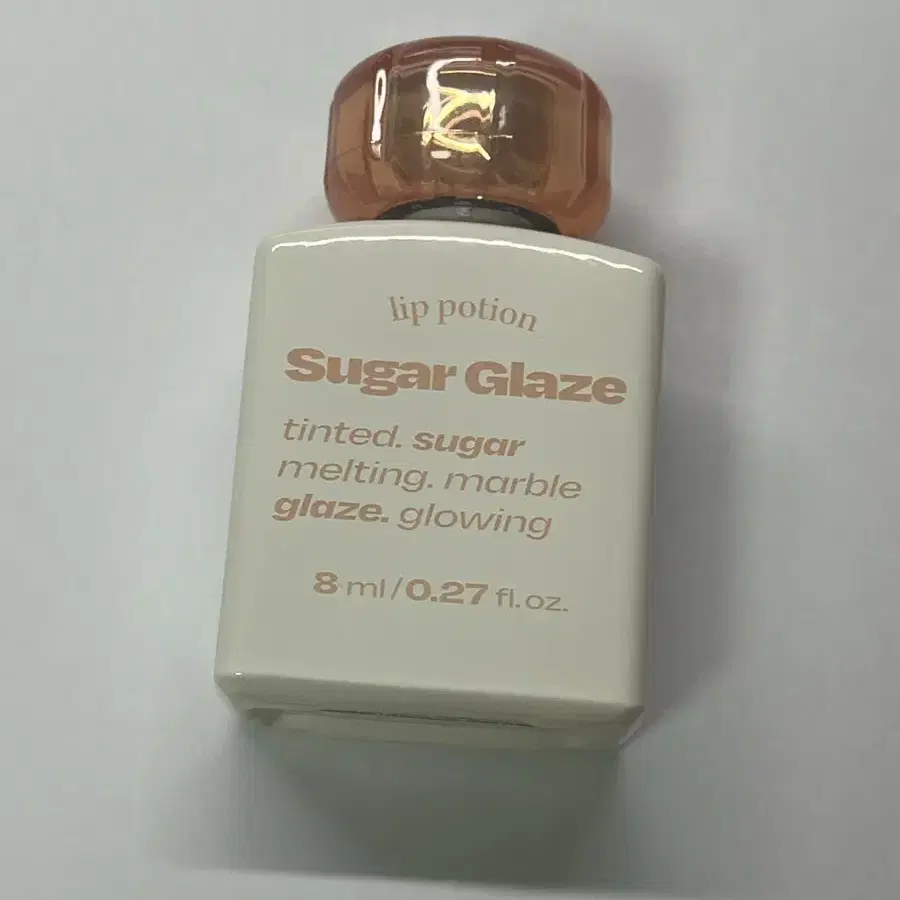 lip potion
Sugar Glaze
tinted. sugar
melting. marble
glaze. glowing
8 ml/0.27 fl.oz.